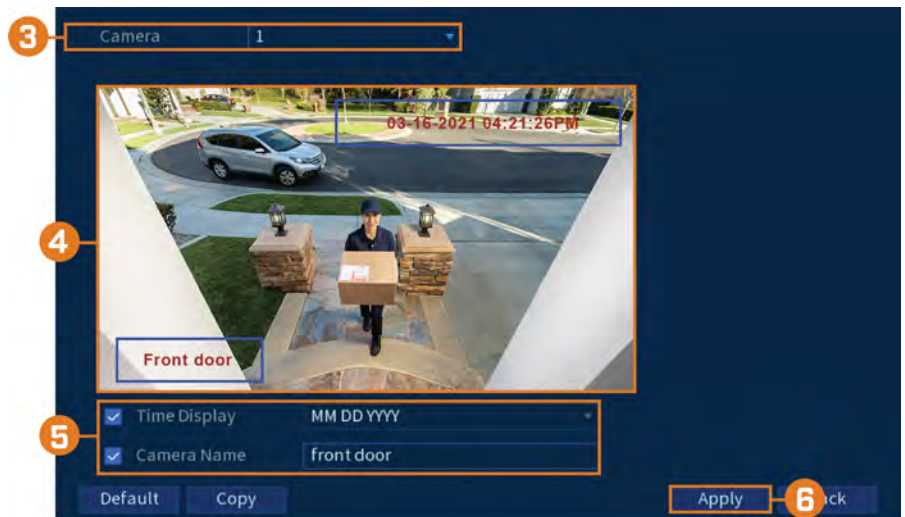 3 Camera 1
03-16-2021 04:21:26PM
4
Front door
5
Time Display MM DD YYYY
Camera Name front door
Default Copy Apply 6 ck